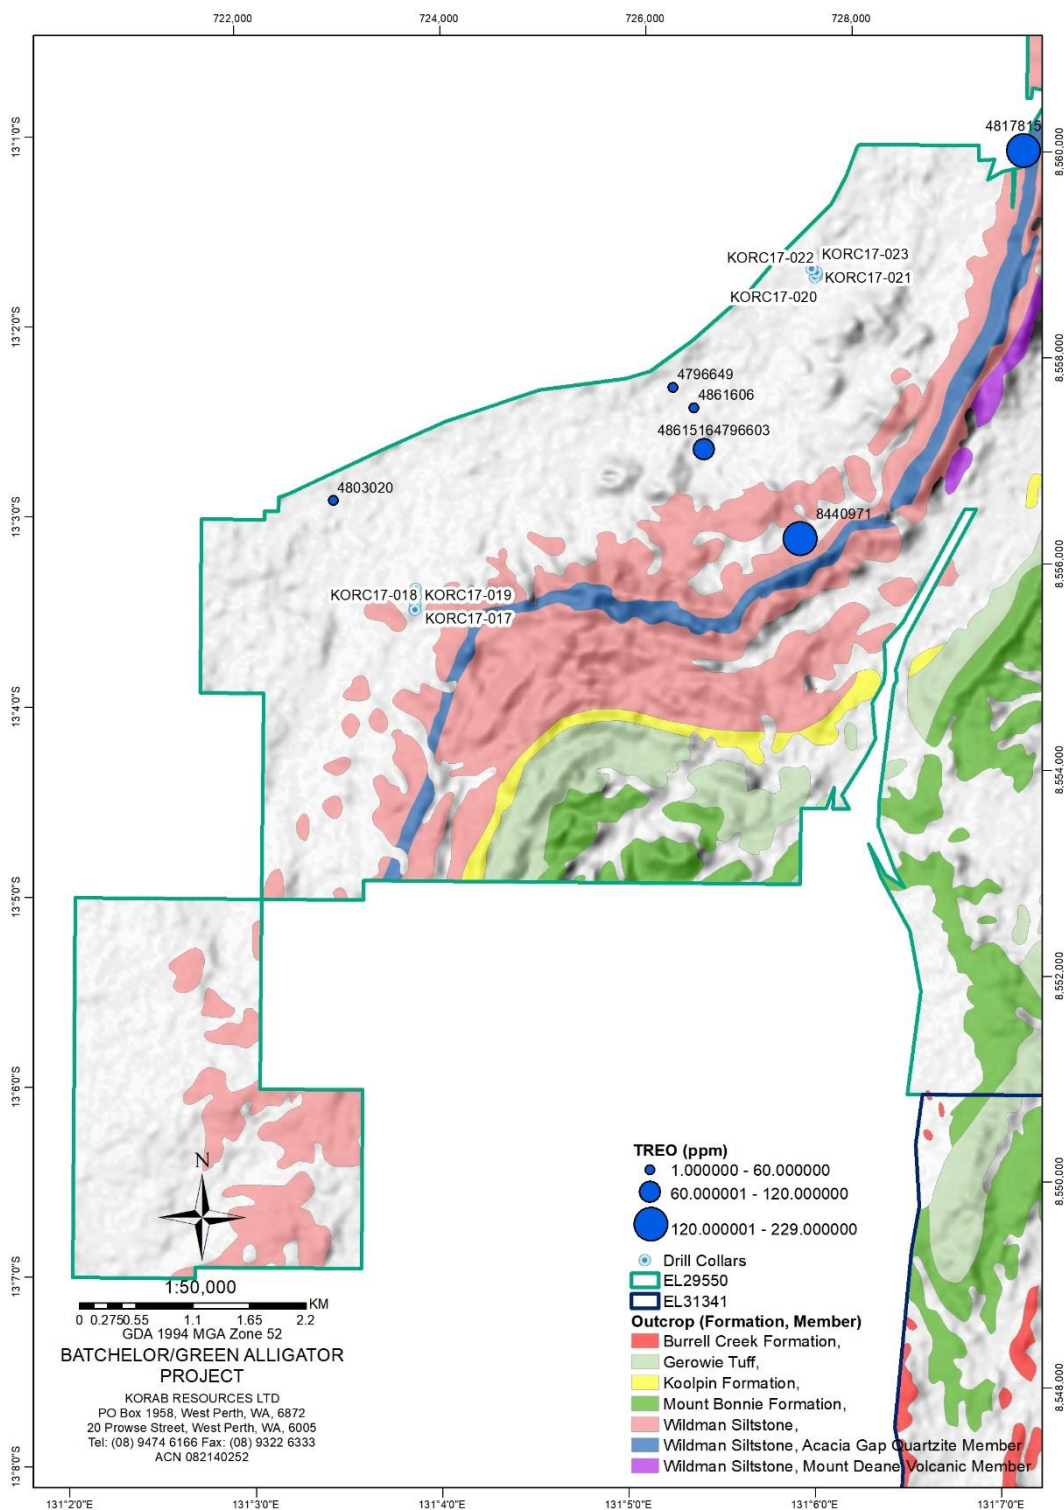 722,000
724,000
726,000
728,000
13°1'0"S
13°2'0"S
13°3'0"S
13°4'0"S
13°5'0"S
13°6'0"S
13°7'0"S
13°8'0"S
8,560,000
8,558,000
8,556,000
8,554,000
8,552,000
8,550,000
8,548,000
4817815
KORC17-022
KORC17-023
KORC17-021
KORC17-020
4796649
4861606
48615164796603
4803020
8440971
KORC17-018
KORC17-019
KORC17-017
N
1:50,000
KM
0 0.275 0.55 1.1 1.65 2.2
GDA 1994 MGA Zone 52
BATCHELOR/GREEN ALLIGATOR
PROJECT
KORAB RESOURCES LTD
PO Box 1958, West Perth, WA, 6872
20 Prowse Street, West Perth, WA, 6005
Tel: (08) 9474 6166 Fax: (08) 9322 6333
ACN 082140252
TREO (ppm)
1.000000 - 60.000000
60.000001 - 120.000000
120.000001 - 229.000000
Drill Collars
EL29550
EL31341
Outcrop (Formation, Member)
Burrell Creek Formation,
Gerowie Tuff,
Koolpin Formation,
Mount Bonnie Formation,
Wildman Siltstone,
Wildman Siltstone, Acacia Gap Quartzite Member
Wildman Siltstone, Mount Deane Volcanic Member
131°2'0"E
131°3'0"E
131°4'0"E
131°5'0"E
131°6'0"E
131°7'0"E